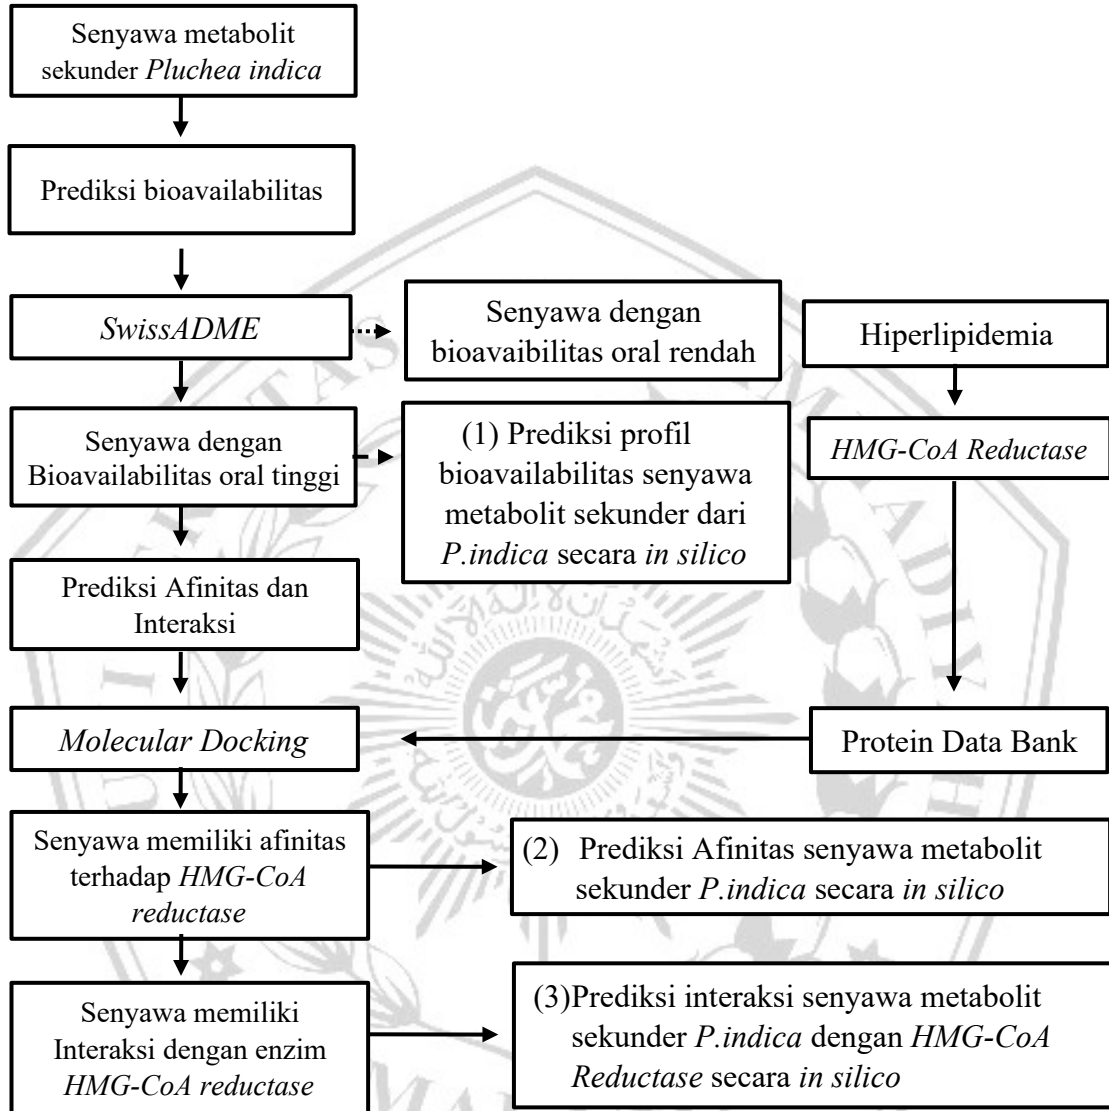 Senyawa metabolit
sekunder Pluchea indica
Prediksi bioavailabilitas
SwissADME
Senyawa dengan
bioavaibilitas oral rendah
Hiperlipidemia
Senyawa dengan
Bioavailabilitas oral tinggi
(1) Prediksi profil
bioavailabilitas senyawa
metabolit sekunder dari
P.indica secara in silico
HMG-CoA Reductase
Prediksi Afinitas dan
Interaksi
Molecular Docking
Protein Data Bank
Senyawa memiliki afinitas
terhadap HMG-CoA
reductase
(2) Prediksi Afinitas senyawa metabolit
sekunder P.indica secara in silico
Senyawa memiliki
Interaksi dengan enzim
HMG-CoA reductase
(3)Prediksi interaksi senyawa metabolit
sekunder P.indica dengan HMG-CoA
Reductase secara in silico